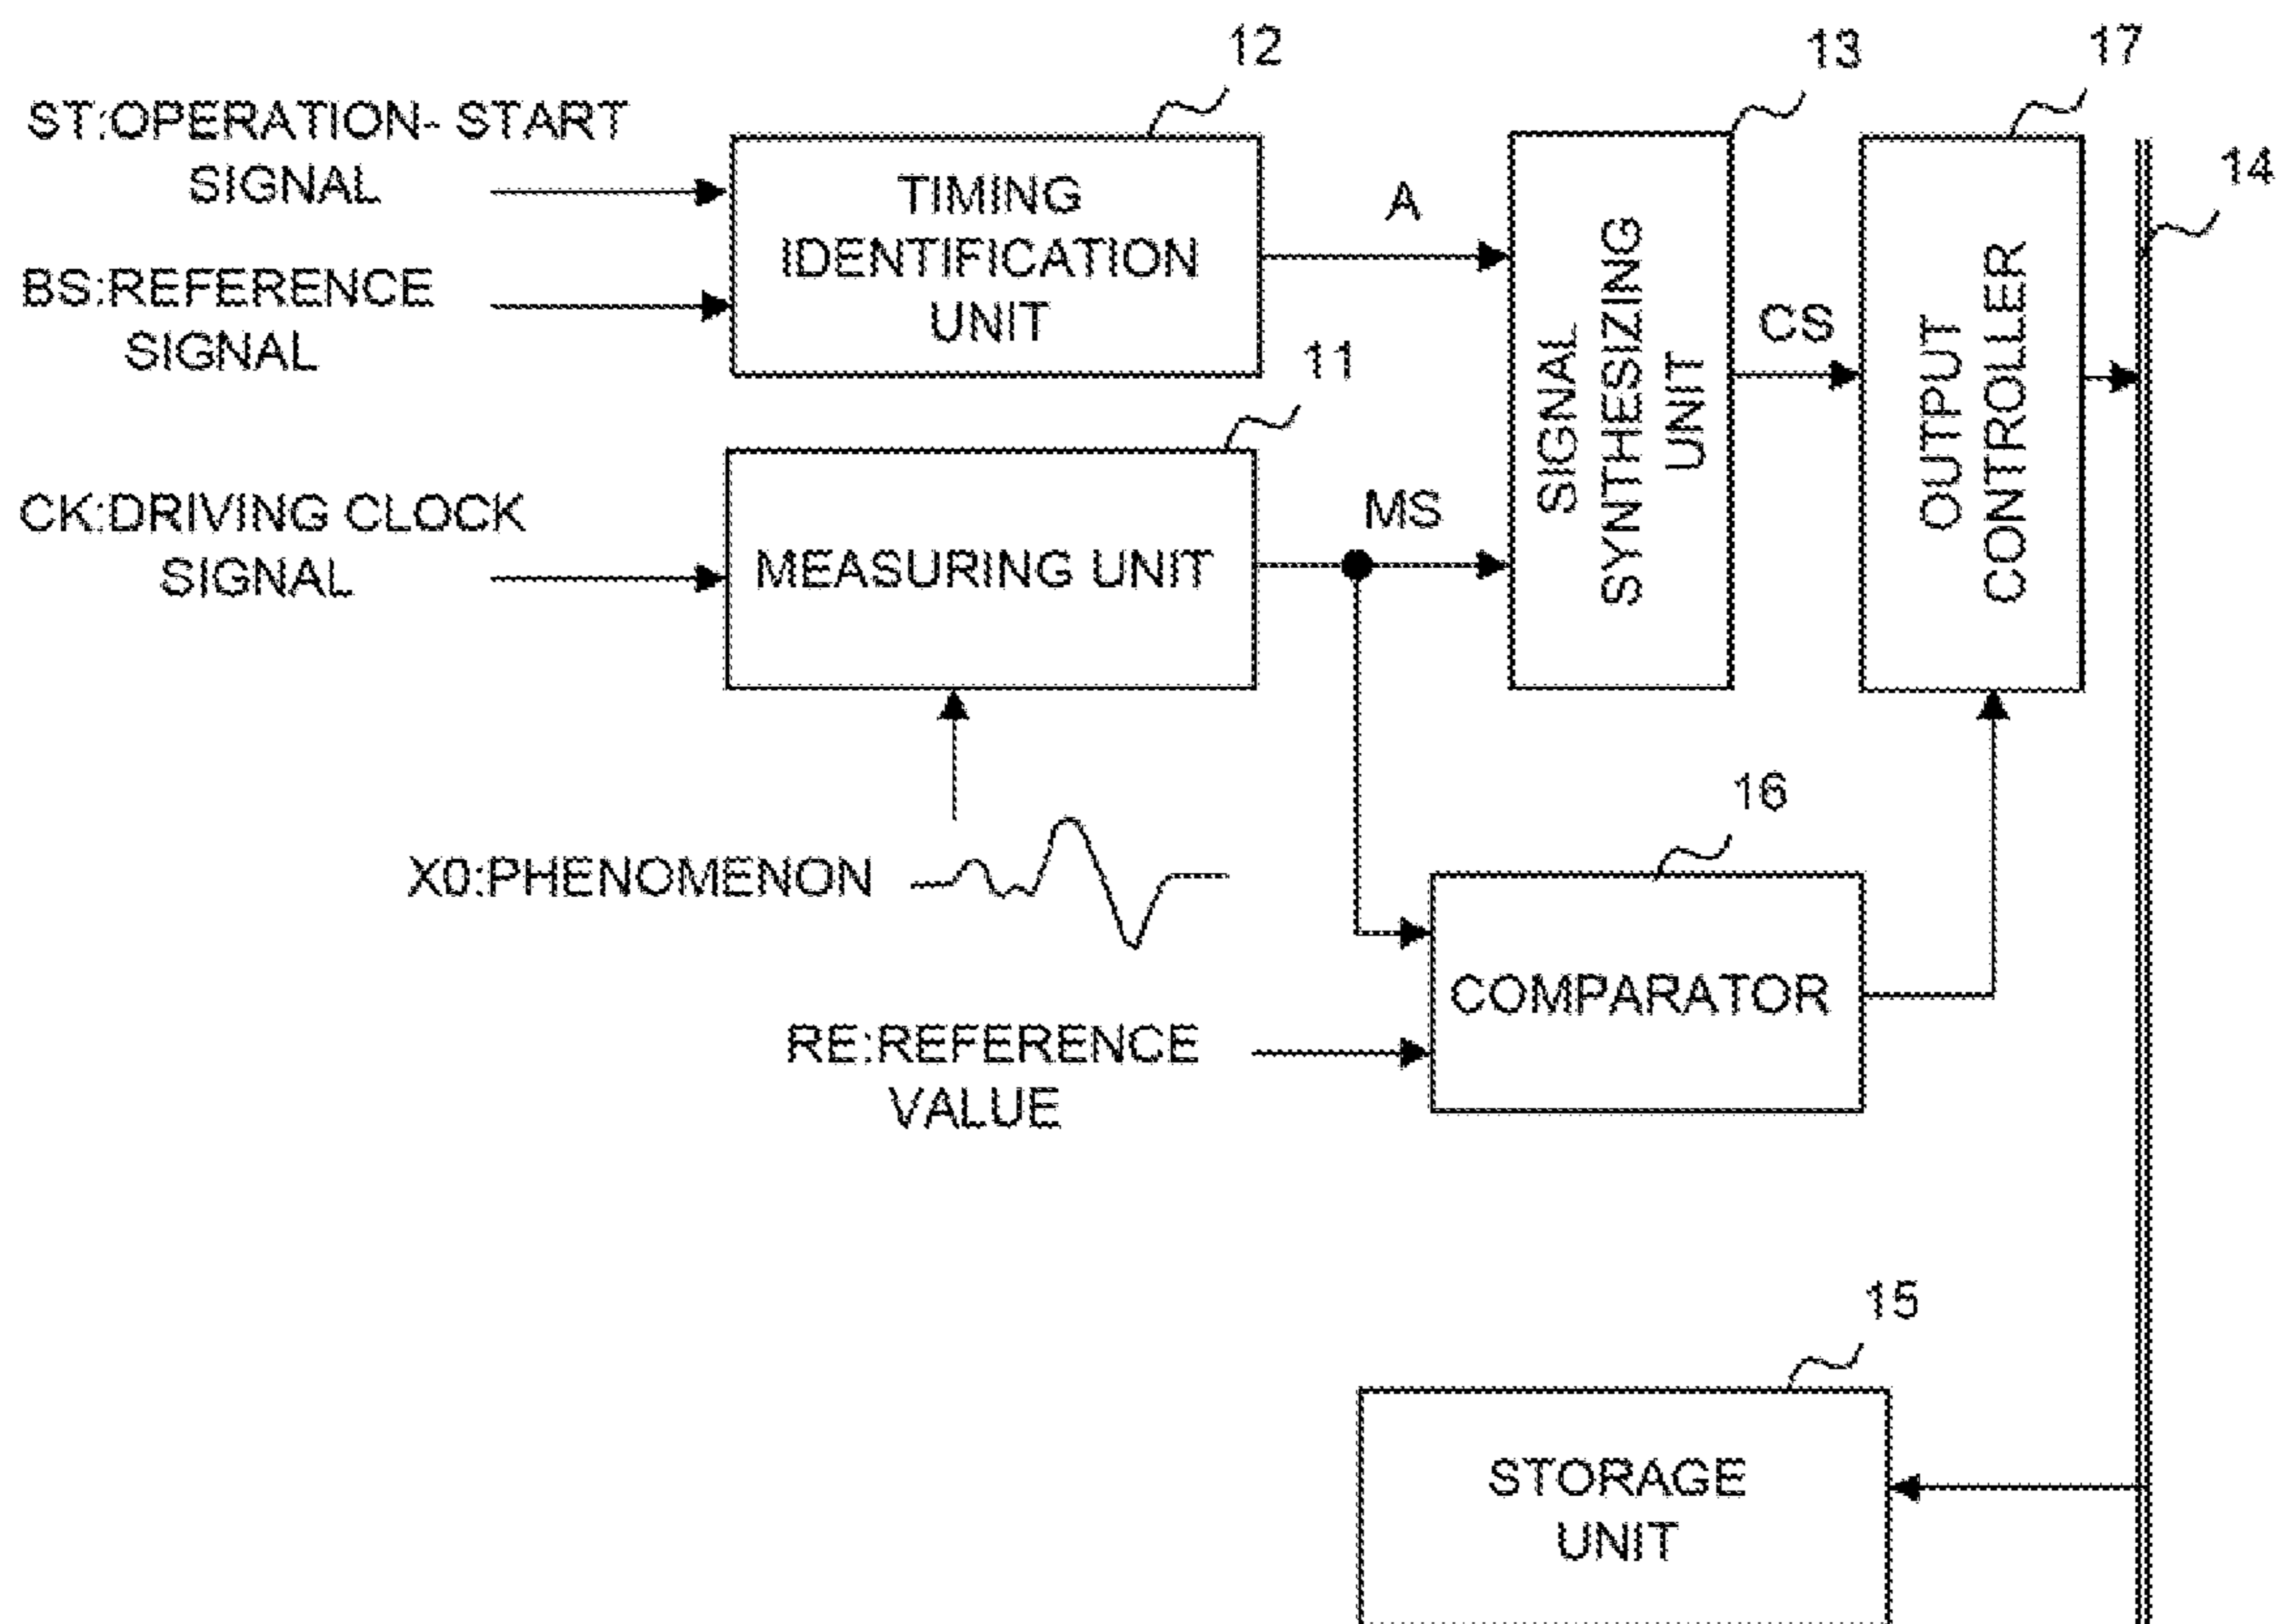 12
13
17
14
ST:OPERATION- START
SIGNAL
BS:REFERENCE
SIGNAL
TIMING
IDENTIFICATION
UNIT
A
SIGNAL
SYNTHESIZING
UNIT
CS
OUTPUT
CONTROLLER
11
CK:DRIVING CLOCK
SIGNAL
MEASURING UNIT
MS
X0:PHENOMENON
16
COMPARATOR
RE:REFERENCE
VALUE
15
STORAGE
UNIT